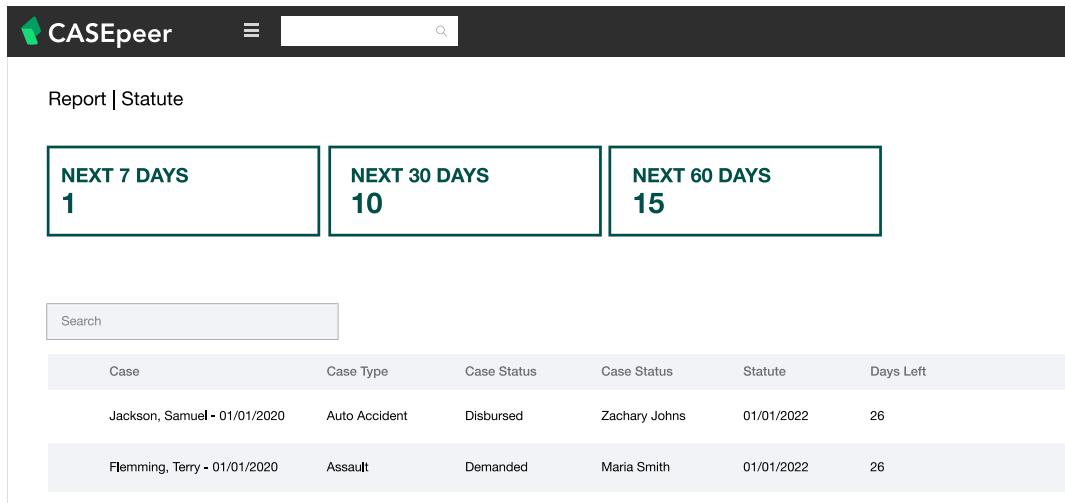 CASEpeer
Report | Statute
NEXT 7 DAYS
1
NEXT 30 DAYS
10
NEXT 60 DAYS
15
Search
Case Case Type Case Status Case Status Statute Days Left
Jackson, Samuel - 01/01/2020 Auto Accident Disbursed Zachary Johns 01/01/2022 26
Flemming, Terry - 01/01/2020 Assault Demanded Maria Smith 01/01/2022 26